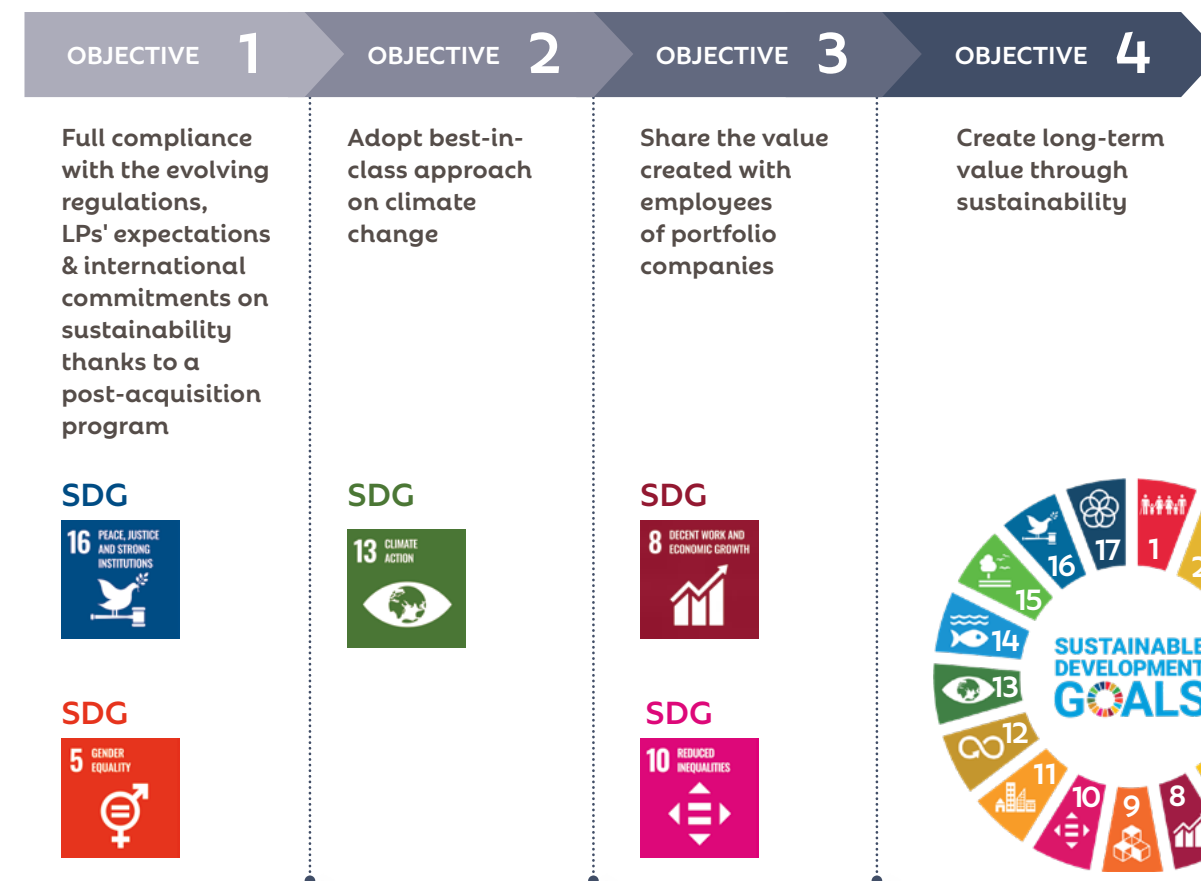 OBJECTIVE 1
Full compliance
with the evolving
regulations,
LPs' expectations
& international
commitments on
sustainability
thanks to a
post-acquisition
program
SDG
16 PEACE, JUSTICE
AND STRONG
INSTITUTIONS
SDG
5 GENDER
EQUALITY
OBJECTIVE 2
Adopt best-in-
class approach
on climate
change
SDG
13 CLIMATE
ACTION
OBJECTIVE 3
Share the value
created with
employees
of portfolio
companies
SDG
8 DECENT WORK AND
ECONOMIC GROWTH
SDG
10 REDUCED
INEQUALITIES
OBJECTIVE 4
Create long-term
value through
sustainability
17
1
2
16
15
14
13
12
11
10
9
8
SUSTAINABLE
DEVELOPMENT
GOALS